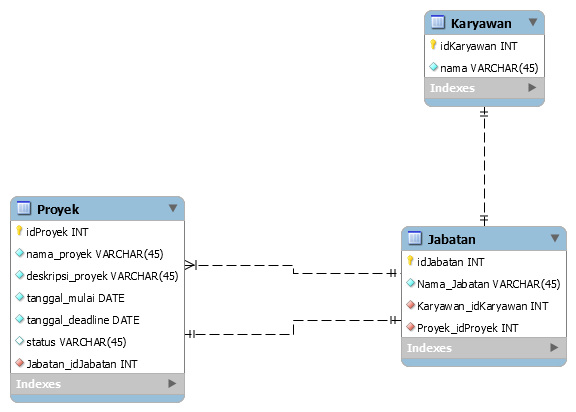 Karyawan
idKaryawan INT
nama VARCHAR(45)
Indexes
Proyek
idProyek INT
nama_proyek VARCHAR(45)
deskripsi_proyek VARCHAR(45)
tanggal_mulai DATE
tanggal_deadline DATE
status VARCHAR(45)
Jabatan_idJabatan INT
Indexes
Jabatan
idJabatan INT
Nama_Jabatan VARCHAR(45)
Karyawan_idKaryawan INT
Proyek_idProyek INT
Indexes